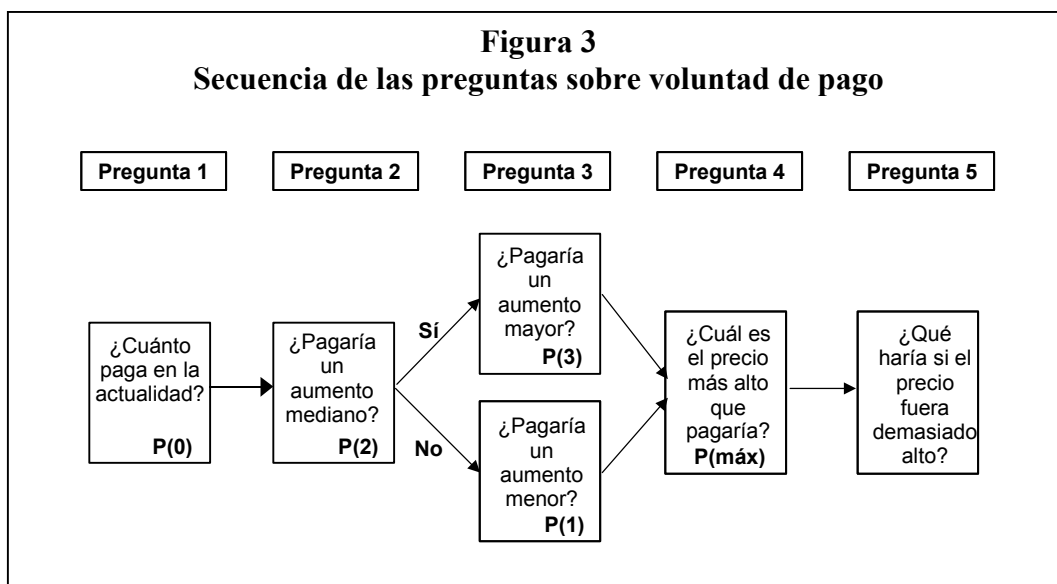 Figura 3
Secuencia de las preguntas sobre voluntad de pago
Pregunta 1
Pregunta 2
Pregunta 3
Pregunta 4
Pregunta 5
¿Cuánto
paga en la
actualidad?
P(0)
¿Pagaría
un
aumento
mediano?
P(2)
Sí
No
¿Pagaría
un
aumento
mayor?
P(3)
¿Pagaría
un
aumento
menor?
P(1)
¿Cuál es
el precio
más alto
que
pagaría?
P(máx)
¿Qué
haría si el
precio
fuera
demasiado
alto?